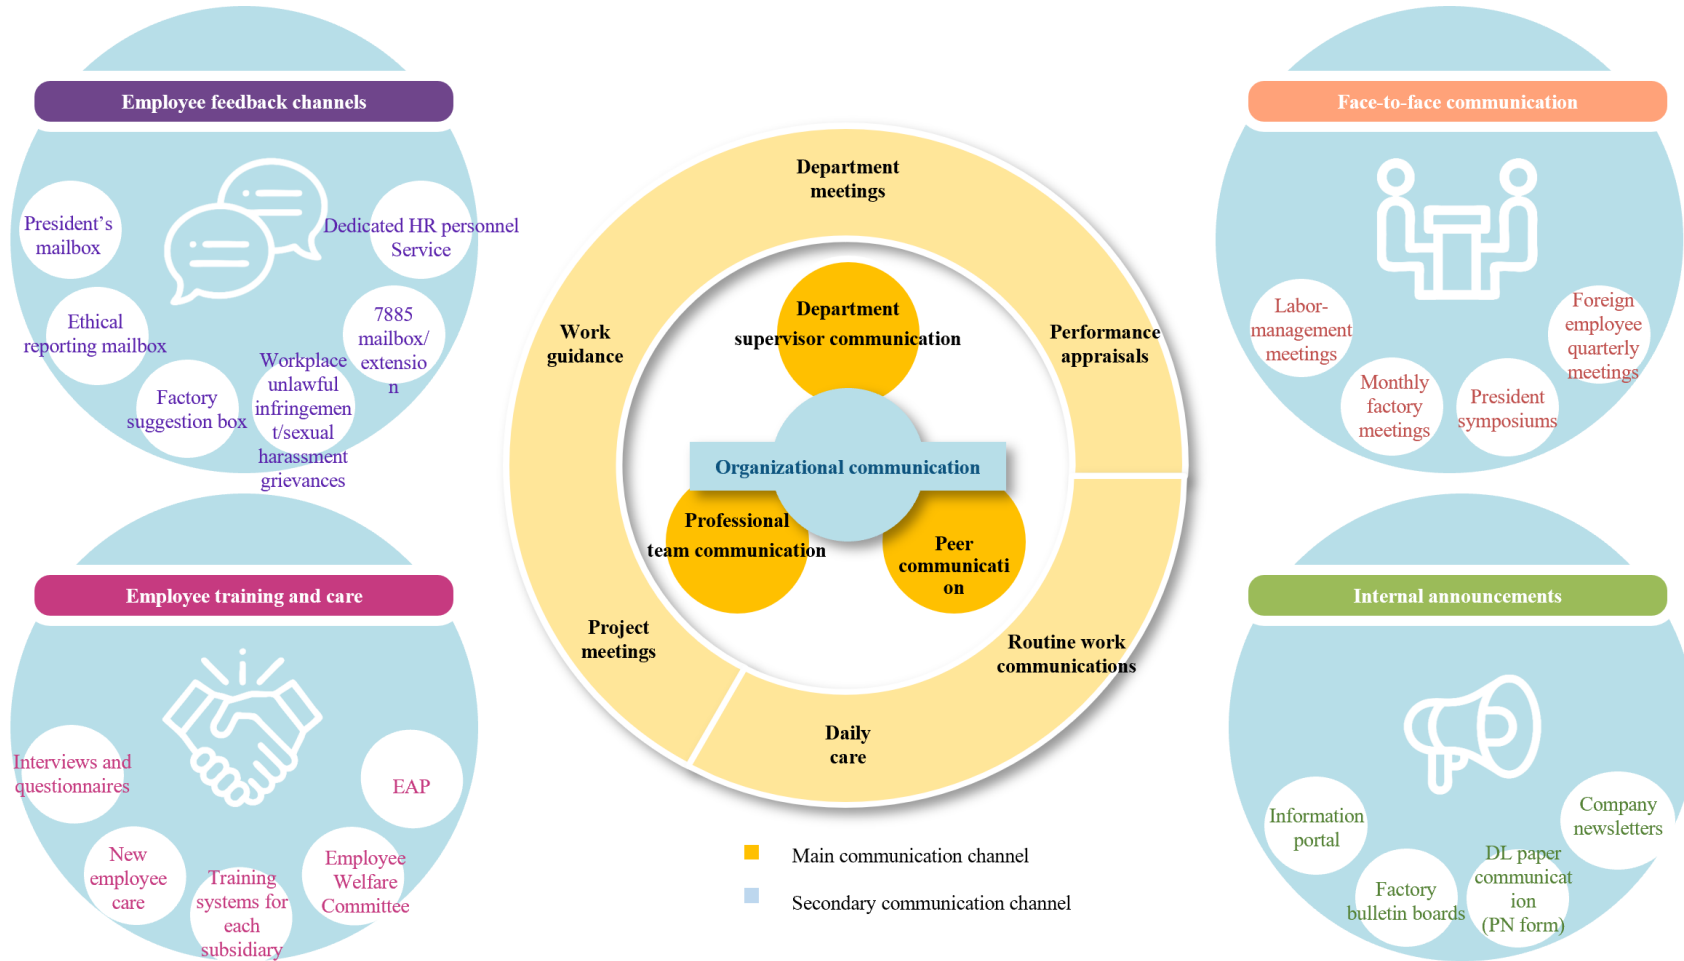 Employee feedback channels
President’s
mailbox
Dedicated HR personnel
Service
Ethical
reporting mailbox
7885
mailbox/
extensio
n
Factory
suggestion box
Workplace
unlawful
infringemen
t/sexual
harassment
grievances
Employee training and care
Interviews and
questionnaires
EAP
New
employee
care
Training
systems for
each
subsidiary
Employee
Welfare
Committee
Department
meetings
Work
guidance
Performance
appraisals
Department
supervisor communication
Organizational communication
Professional
team communication
Peer
communicati
on
Project
meetings
Routine work
communications
Daily
care
Main communication channel
Secondary communication channel
Face-to-face communication
Labor-
management
meetings
Foreign
employee
quarterly
meetings
Monthly
factory
meetings
President
symposiums
Internal announcements
Information
portal
Company
newsletters
Factory
bulletin boards
DL paper
communicat
ion
(PN form)